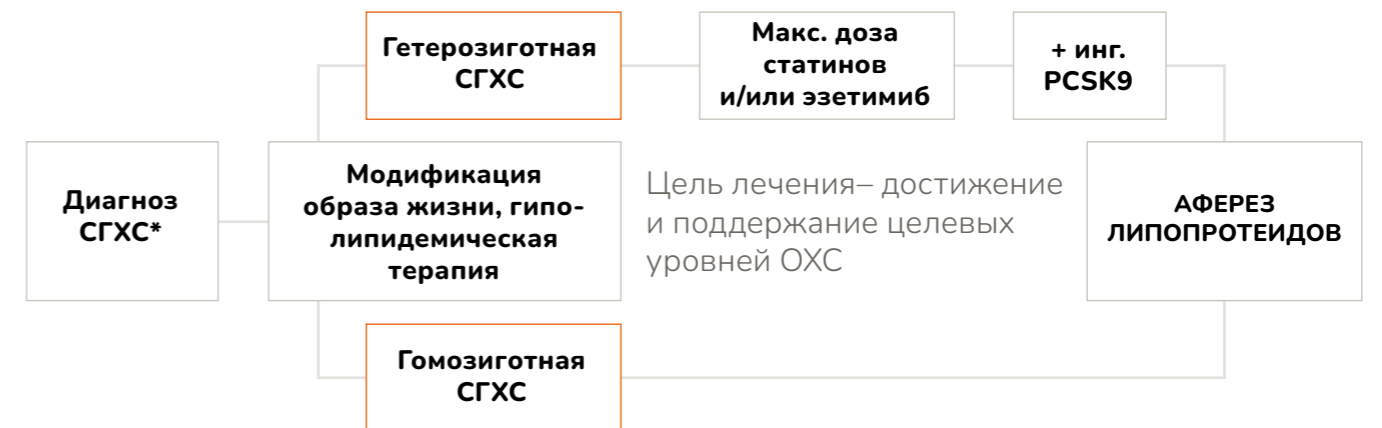 Гетерозиготная
СГХС
Макс. доза
статинов
и/или эзетимиб
+ инг.
PCSK9
Диагноз
СГХС*
Модификация
образа жизни, гипо-
липидемическая
терапия
Цель лечения– достижение
и поддержание целевых
уровней ОХС
АФЕРЕЗ
ЛИПОПРОТЕИДОВ
Гомозиготная
СГХС